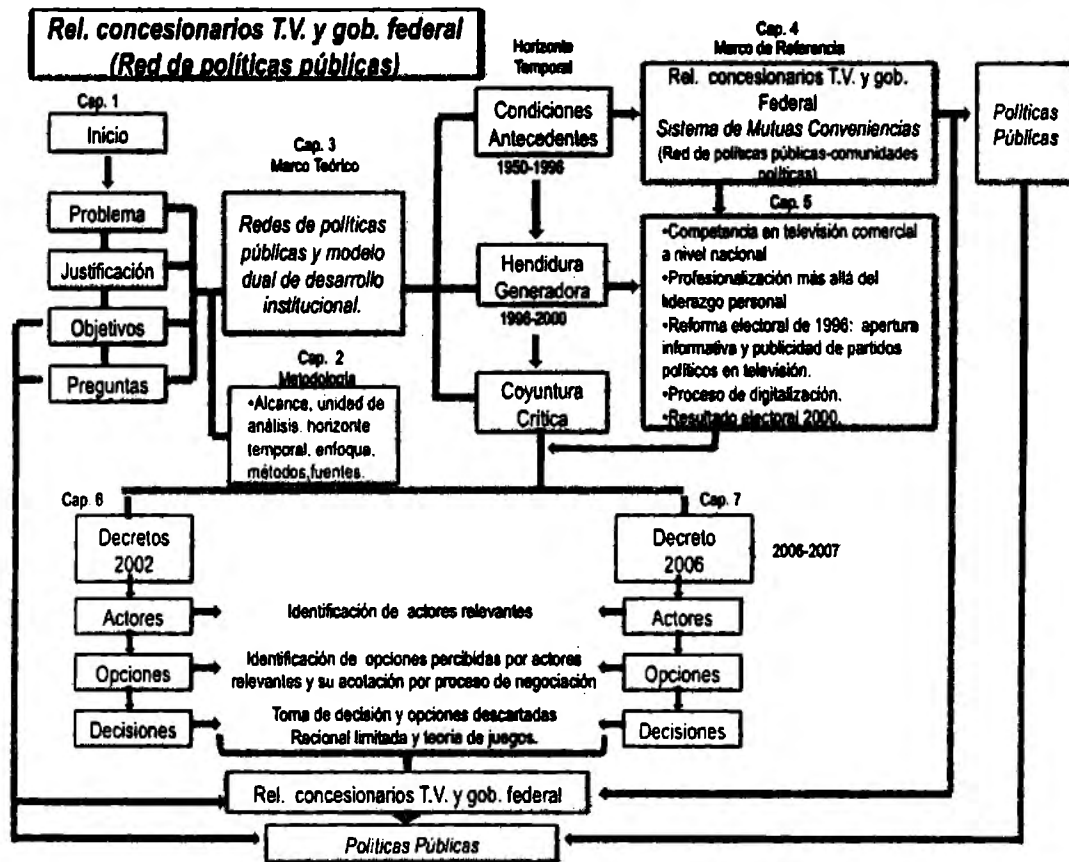 Rel. concesionarios T.V. y gob. federal
(Red de políticas públicas)
Cap. 1
Inicio
Problema
Justificación
Objetivos
Preguntas
Cap. 3
Marco Teórico
Redes de políticas
públicas y modelo
dual de desarrollo
institucional.
Cap. 2
Metodología
•Alcance, unidad de
análisis. horizonte
temporal, enfoque,
métodos,fuentes.
Horizonte
Temporal
Condiciones
Antecedentes
1950-1996
Hendidura
Generadora
1996-2000
Coyuntura
Crítica
Cap. 4
Marco de Referencia
Rel. concesionarios T.V. y gob.
Federal
Sistema de Mutuas Conveniencias
(Red de políticas públicas-comunidades
políticas)
Políticas
Públicas
Cap. 5
•Competencia en televisión comercial
a nivel nacional
•Profesionalización más allá del
liderazgo personal
•Reforma electoral de 1996: apertura
informativa y publicidad de partidos
políticos en televisión.
•Proceso de digitalización.
•Resultado electoral 2000.
Cap. 6
Decretos
2002
Actores
Opciones
Decisiones
Identificación de actores relevantes
Identificación de opciones percibidas por actores
relevantes y su acotación por proceso de negociación
Toma de decisión y opciones descartadas
Racional limitada y teoría de juegos.
Cap. 7
Decreto
2006
2006-2007
Actores
Opciones
Decisiones
Rel. concesionarios T.V. y gob. federal
Políticas Públicas